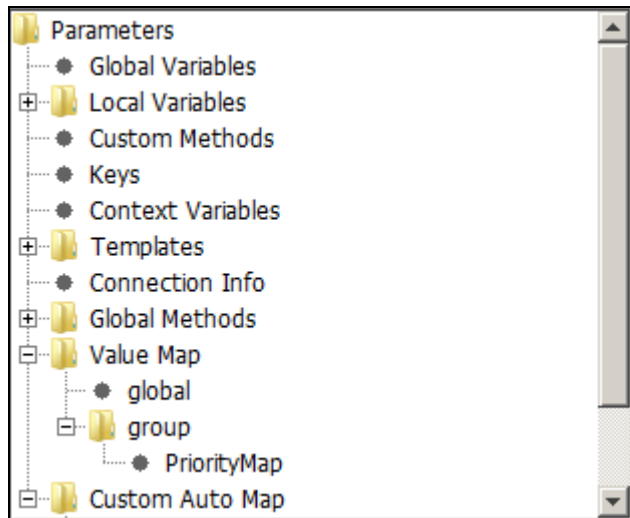 Parameters
Global Variables
Local Variables
Custom Methods
Keys
Context Variables
Templates
Connection Info
Global Methods
Value Map
global
group
PriorityMap
Custom Auto Map